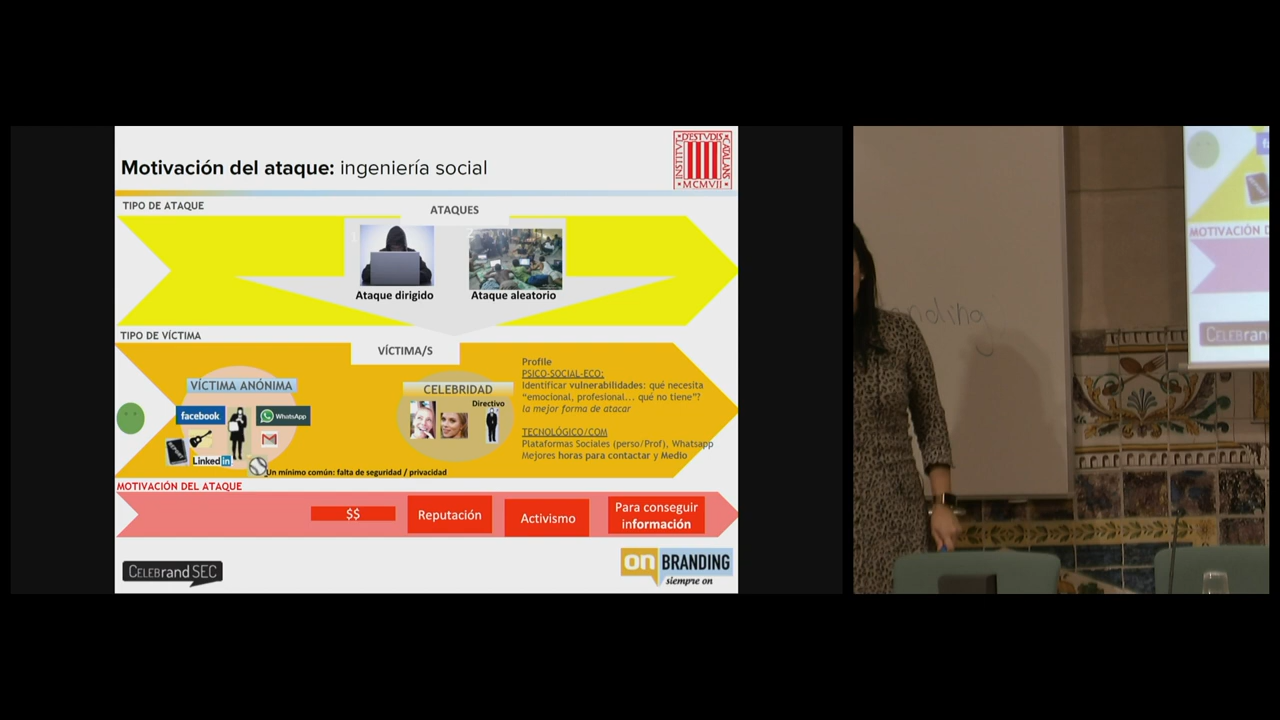 Motivación del ataque: ingeniería social
INSTITVT
D'ESTVDIS
CATALANS
MCMVII
TIPO DE ATAQUE
ATAQUES
Ataque dirigido
Ataque aleatorio
TIPO DE VÍCTIMA
VÍCTIMA/S
VÍCTIMA ANÓNIMA
facebook
WhatsApp
Linked in
CELEBRIDAD
Directivo
Profile
PSICO-SOCIAL-ECO:
Identificar vulnerabilidades: qué necesita
"emocional, profesional... qué no tiene"?
la mejor forma de atacar
TECNOLÓGICO/COM
Plataformas Sociales (perso/Prof), Whatsapp
Mejores horas para contactar y Medio
Un mínimo común: falta de seguridad / privacidad
MOTIVACIÓN DEL ATAQUE
$$
Reputación
Activismo
Para conseguir
información
CELEBrand SEC
on BRANDING
siempre on
MOTIVACIÓN D
CELEBran